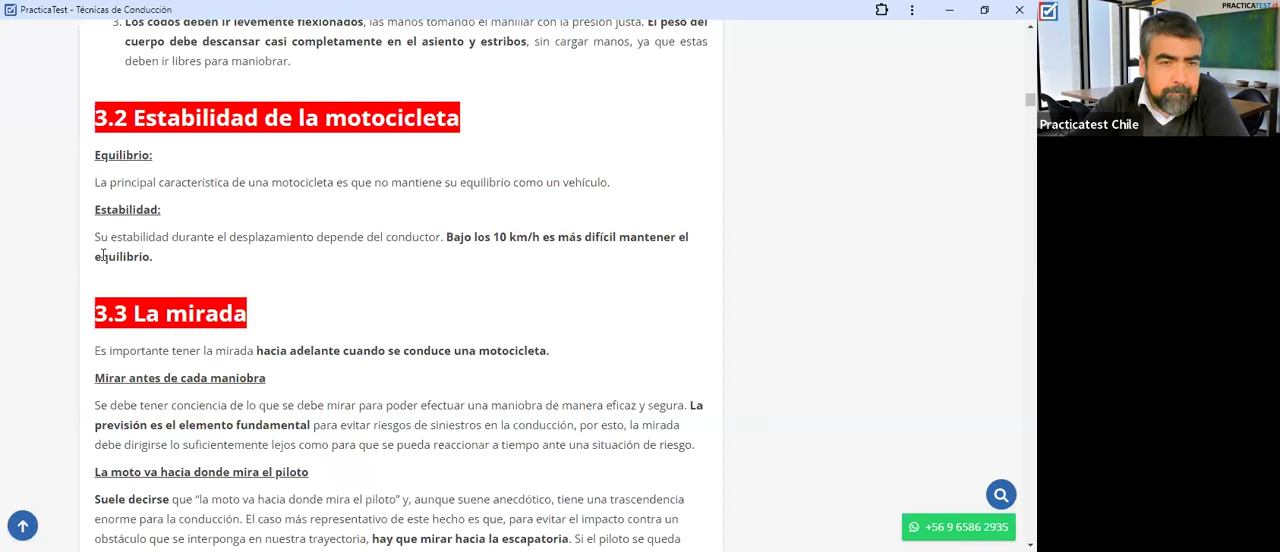 PracticaTest - Técnicas de Conducción
PRACTICATEST.cl
3. Los codos deben ir levemente flexionados, las manos tomando el manillar con la presión justa. El peso del
cuerpo debe descansar casi completamente en el asiento y estribos, sin cargar manos, ya que estas
deben ir libres para maniobrar.
Practicatest Chile
3.2 Estabilidad de la motocicleta
Equilibrio:
La principal característica de una motocicleta es que no mantiene su equilibrio como un vehículo.
Estabilidad:
Su estabilidad durante el desplazamiento depende del conductor. Bajo los 10 km/h es más difícil mantener el
equilibrio.
3.3 La mirada
Es importante tener la mirada hacia adelante cuando se conduce una motocicleta.
Mirar antes de cada maniobra
Se debe tener conciencia de lo que se debe mirar para poder efectuar una maniobra de manera eficaz y segura. La
previsión es el elemento fundamental para evitar riesgos de siniestros en la conducción, por esto, la mirada
debe dirigirse lo suficientemente lejos como para que se pueda reaccionar a tiempo ante una situación de riesgo.
La moto va hacia donde mira el piloto
Suele decirse que “la moto va hacia donde mira el piloto” y, aunque suene anecdótico, tiene una trascendencia
enorme para la conducción. El caso más representativo de este hecho es que, para evitar el impacto contra un
obstáculo que se interponga en nuestra trayectoria, hay que mirar hacia la escapatoria. Si el piloto se queda
+56 9 6586 2935